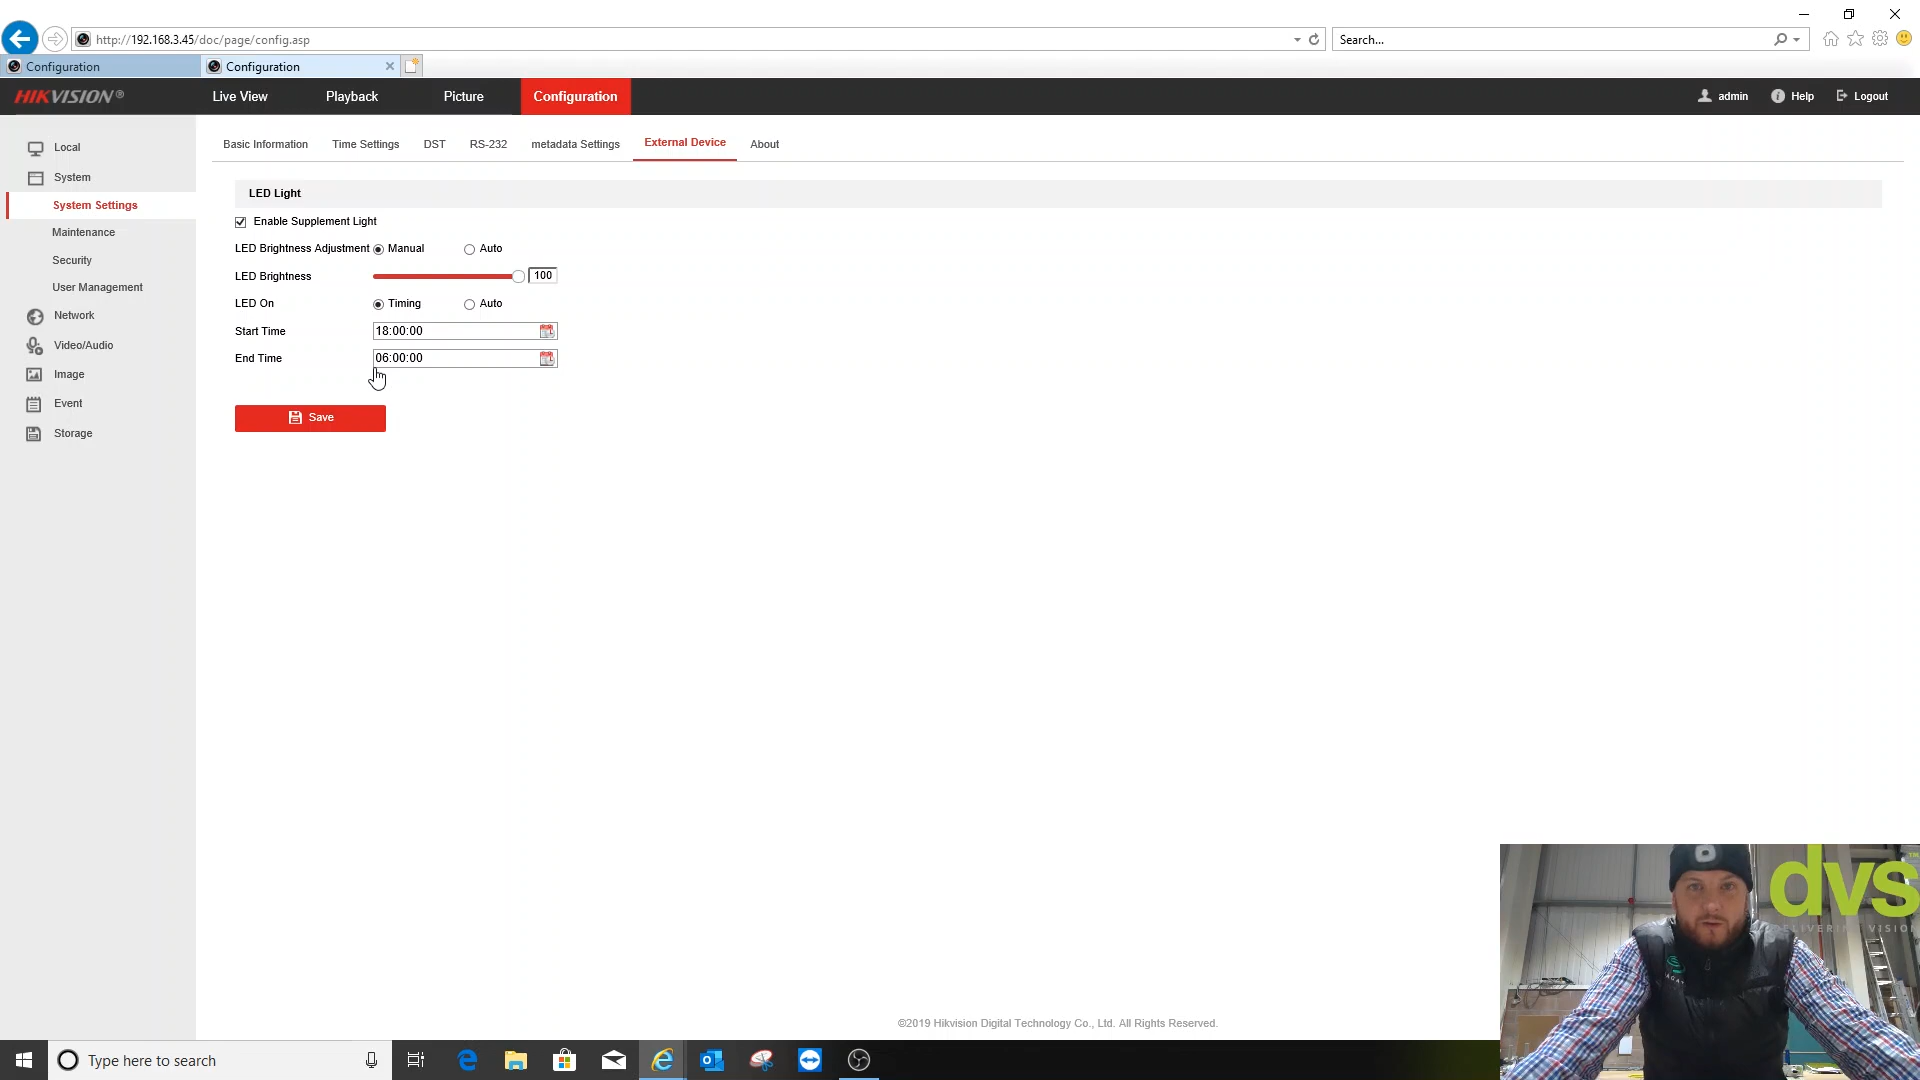 http://192.168.3.45/doc/page/config.asp
Search...
Configuration
Configuration
HIKVISION®
Live View
Playback
Picture
Configuration
admin
Help
Logout
Local
System
System Settings
Maintenance
Security
User Management
Network
Video/Audio
Image
Event
Storage
Basic Information
Time Settings
DST
RS-232
metadata Settings
External Device
About
LED Light
Enable Supplement Light
LED Brightness Adjustment Manual Auto
LED Brightness 100
LED On Timing Auto
Start Time 18:00:00
End Time 06:00:00
Save
©2019 Hikvision Digital Technology Co., Ltd. All Rights Reserved.
dvs™
VISION
Type here to search